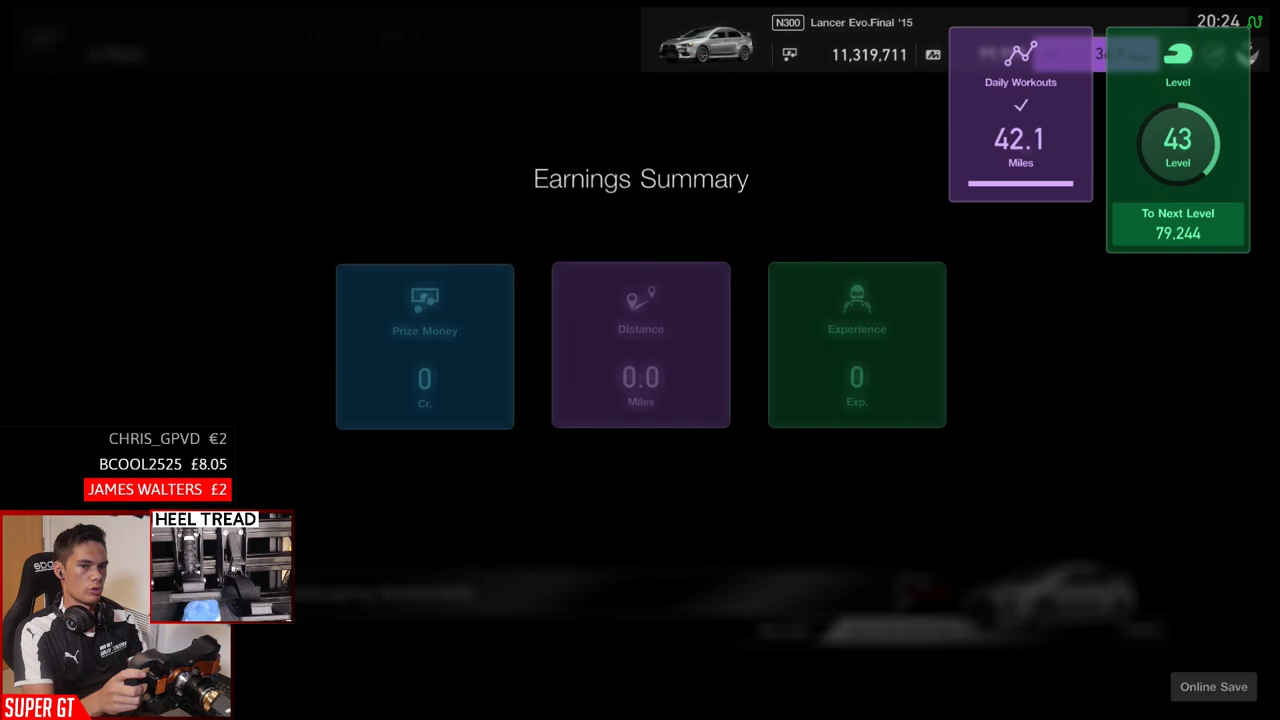 N300 Lancer Evo.Final '15
20:24
11,319,711
Daily Workouts
42.1
Miles
Level
43
Level
To Next Level
79,244
Earnings Summary
Prize Money
0
Cr.
Distance
0.0
Miles
Experience
0
Exp.
CHRIS_GPVD €2
BCOOL2525 £8.05
JAMES WALTERS £2
HEEL TREAD
SUPER GT
Online Save